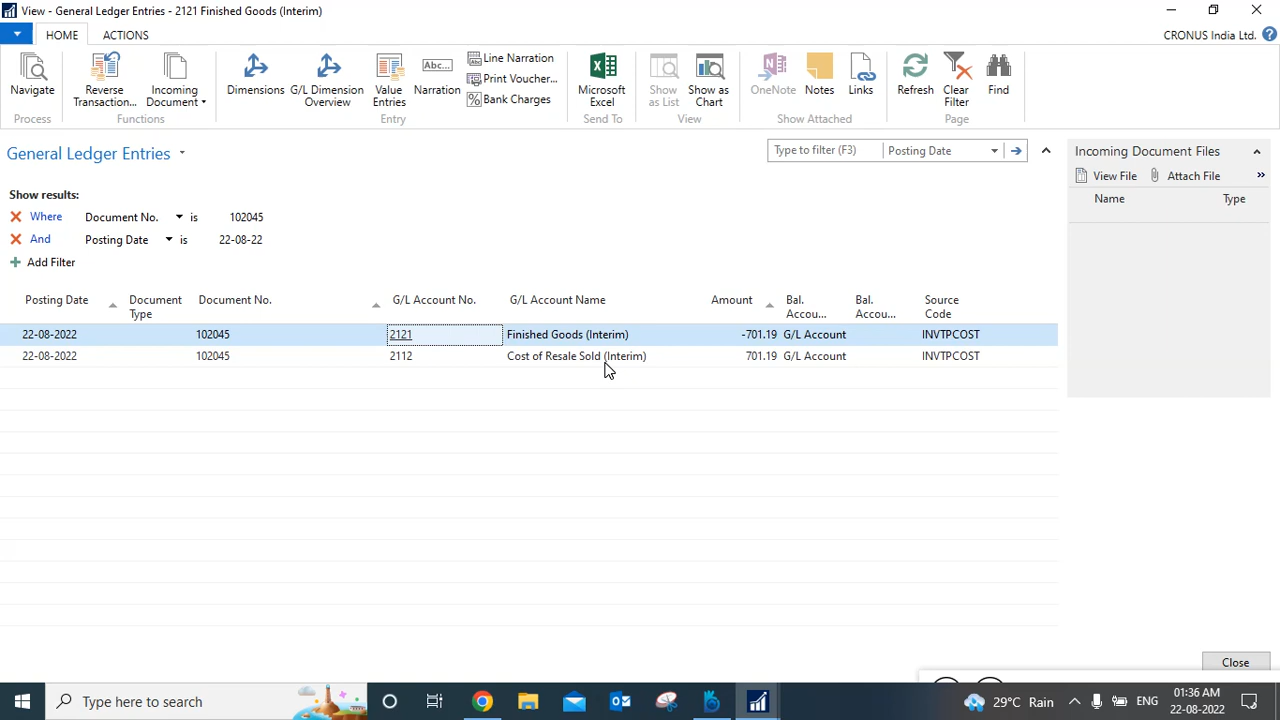 View - General Ledger Entries - 2121 Finished Goods (Interim)
HOME ACTIONS
CRONUS India Ltd. ?
Navigate
Reverse Transaction...
Incoming Document
Dimensions
G/L Dimension Overview
Value Entries
Abc...
Narration
Line Narration
Print Voucher...
Bank Charges
Microsoft Excel
Show as List
Show as Chart
OneNote
Notes
Links
Refresh
Clear Filter
Find
Process Functions Entry Send To View Show Attached Page
General Ledger Entries
Type to filter (F3) Posting Date
Incoming Document Files
View File Attach File »
Name Type
Show results:
Where Document No. is 102045
And Posting Date is 22-08-22
Add Filter
Posting Date Document Type Document No. G/L Account No. G/L Account Name Amount Bal. Accou... Bal. Accou... Source Code
22-08-2022 102045 2121 Finished Goods (Interim) -701.19 G/L Account INVTPCOST
22-08-2022 102045 2112 Cost of Resale Sold (Interim) 701.19 G/L Account INVTPCOST
Close
Type here to search
29°C Rain
ENG
01:36 AM
22-08-2022